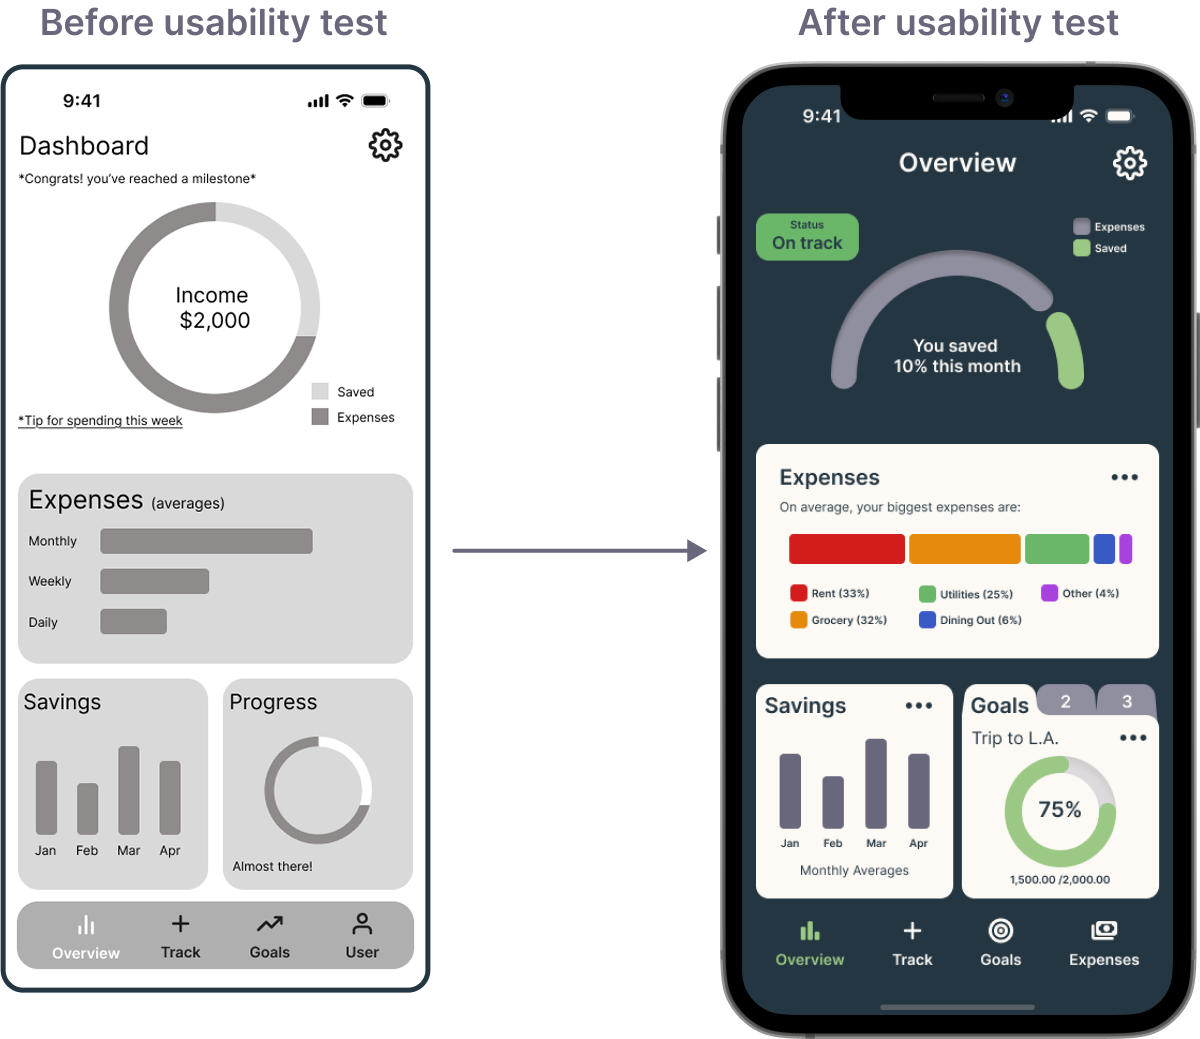 Before usability test
9:41
Dashboard
*Congrats! you've reached a milestone*
Income
$2,000
Saved
Expenses
*Tip for spending this week
Expenses (averages)
Monthly
Weekly
Daily
Savings
Jan Feb Mar Apr
Progress
Almost there!
Overview Track Goals User
After usability test
9:41
Overview
Status
On track
Expenses
Saved
You saved
10% this month
Expenses
On average, your biggest expenses are:
Rent (33%) Utilities (25%) Other (4%)
Grocery (32%) Dining Out (6%)
Savings
Jan Feb Mar Apr
Monthly Averages
Goals 2 3
Trip to L.A.
75%
1,500.00 /2,000.00
Overview Track Goals Expenses